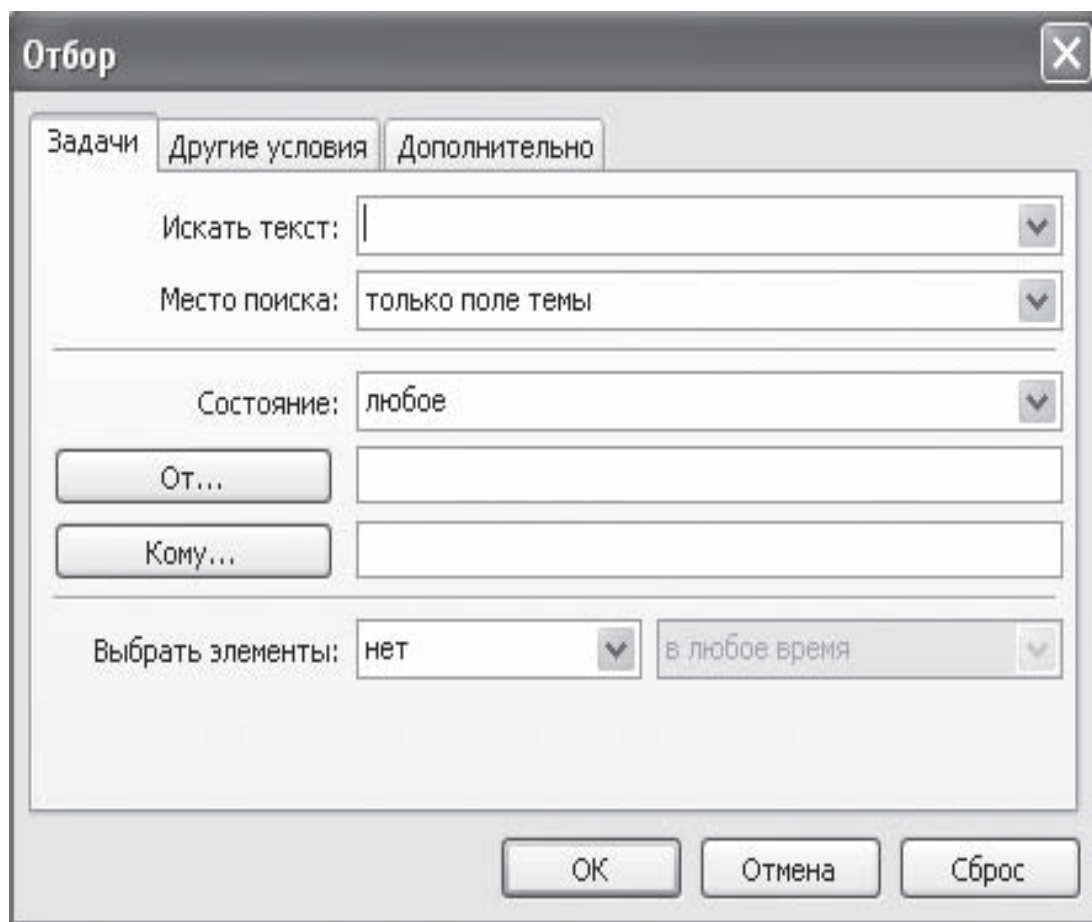 Отбор
Задачи Другие условия Дополнительно
Искать текст:
Место поиска: только поле темы
Состояние: любое
От...
Кому...
Выбрать элементы: нет в любое время
ОК Отмена Сброс